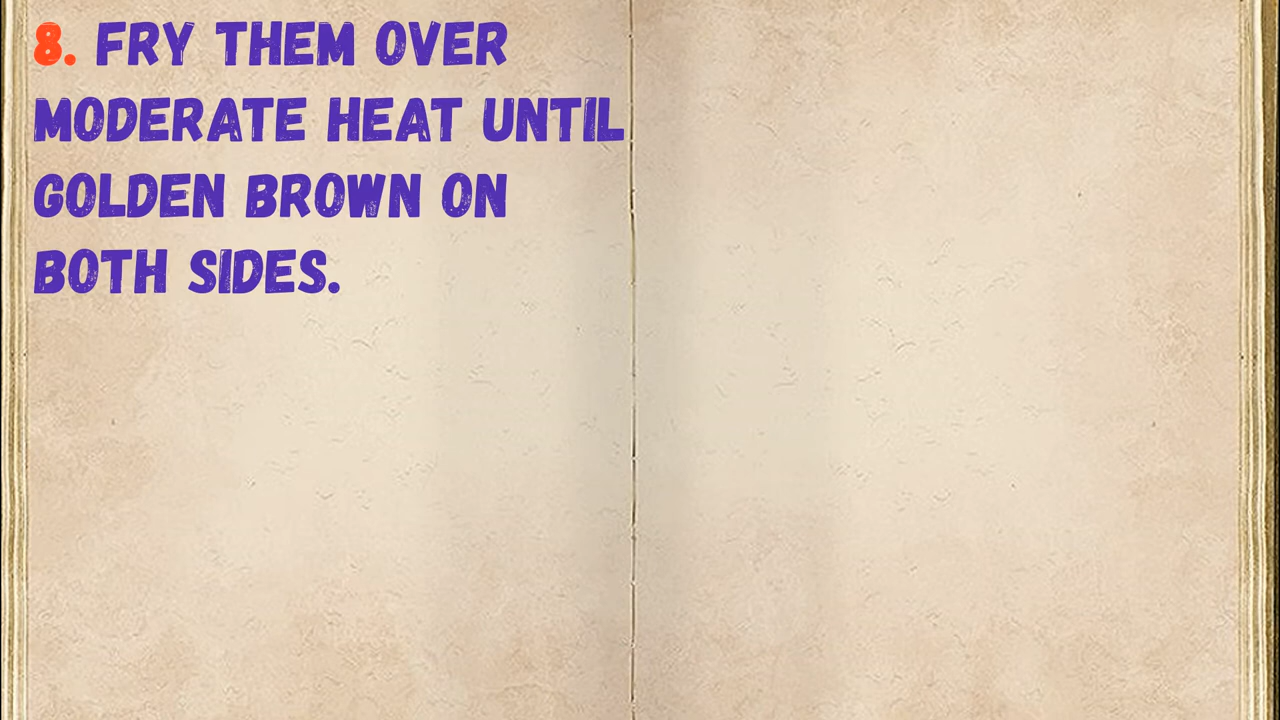 8. FRY THEM OVER
MODERATE HEAT UNTIL
GOLDEN BROWN ON
BOTH SIDES.